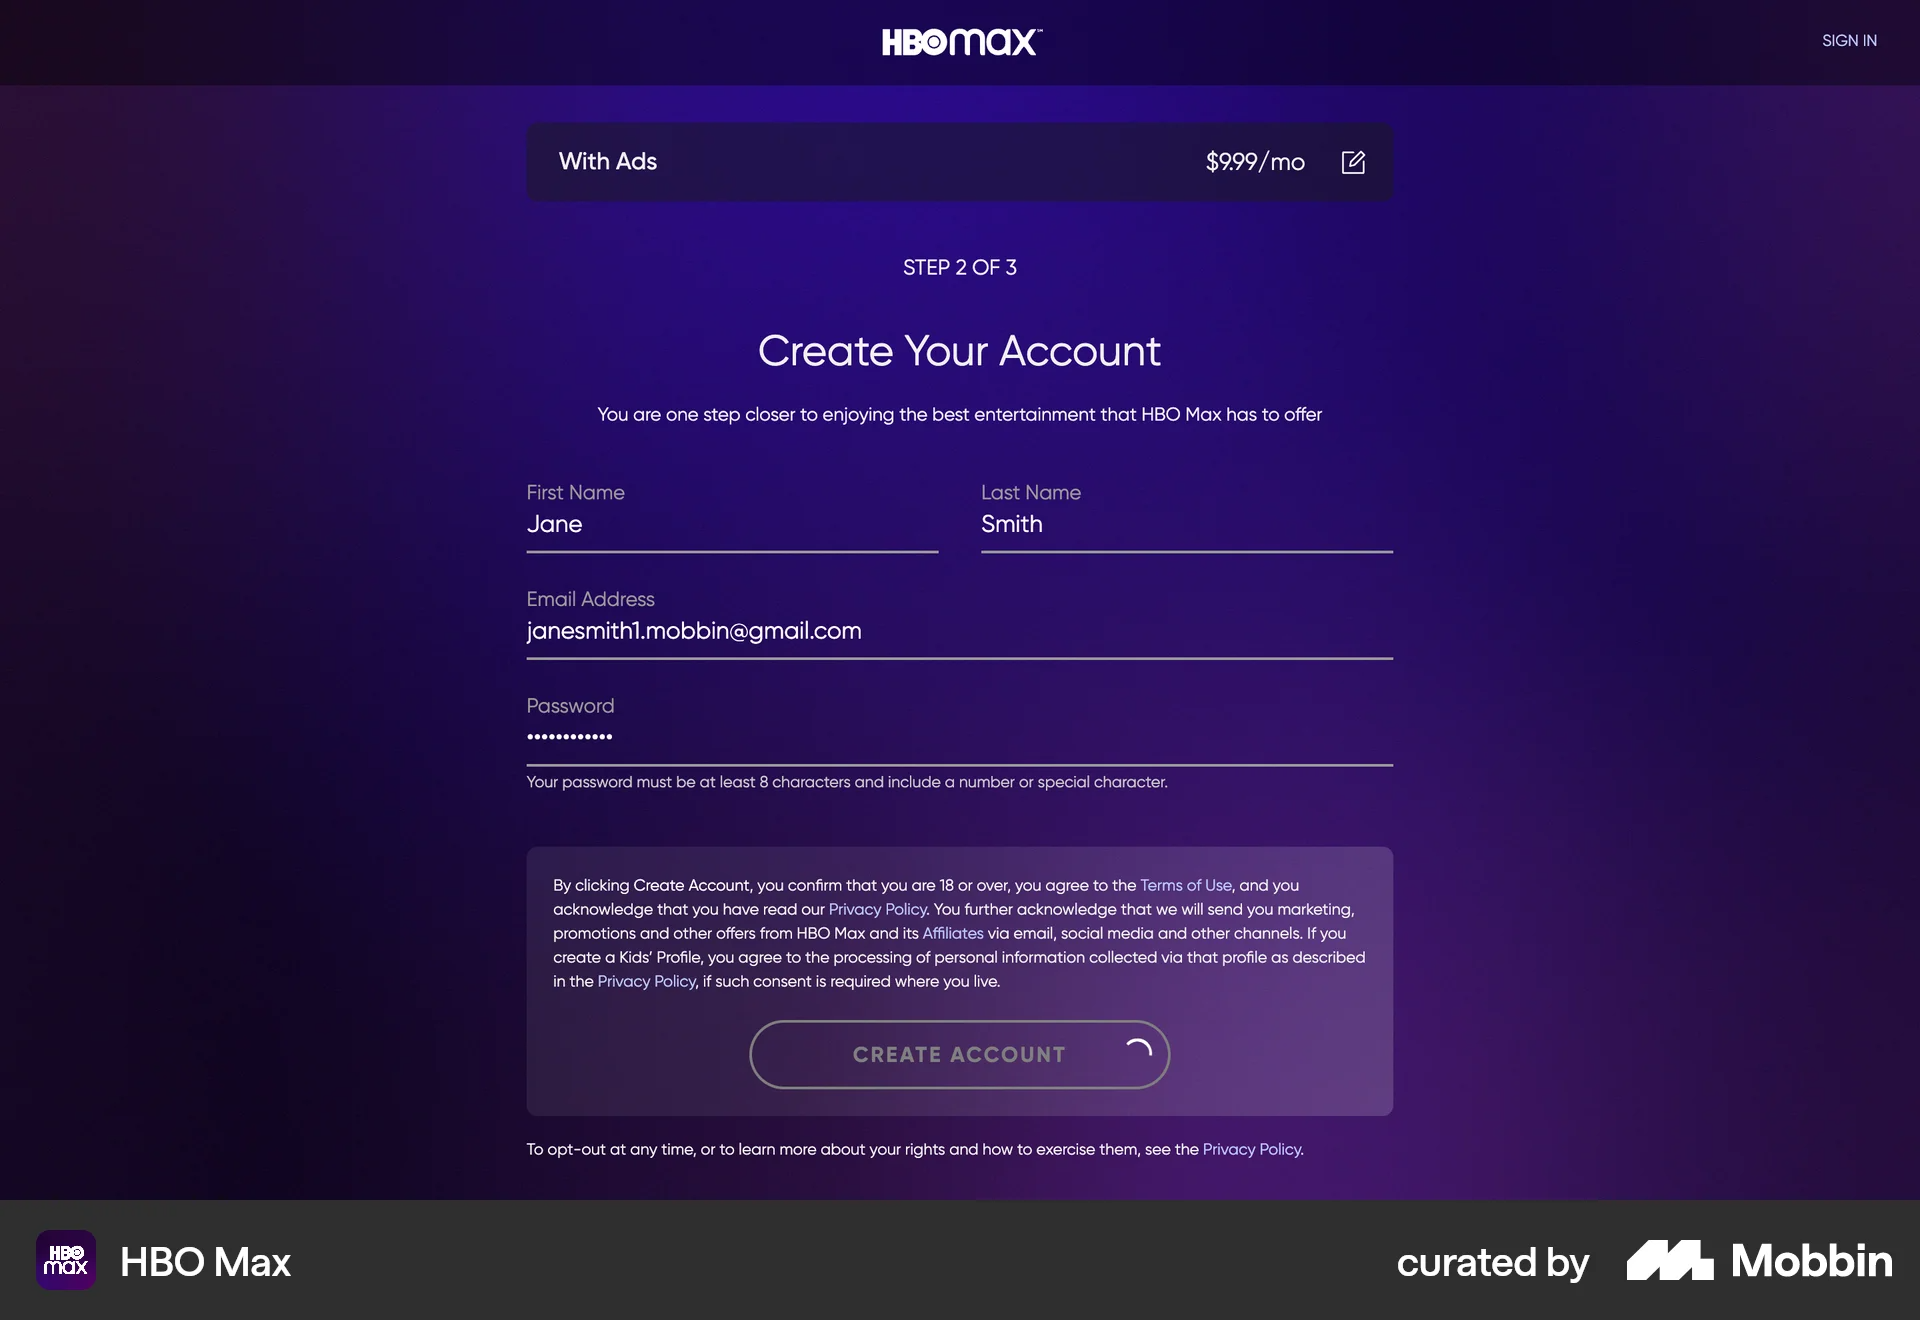 HBOmax™
SIGN IN
With Ads
$9.99/mo
STEP 2 OF 3
Create Your Account
You are one step closer to enjoying the best entertainment that HBO Max has to offer
First Name
Last Name
Jane
Smith
Email Address
janesmith1.mobbin@gmail.com
Password
••••••••••••
Your password must be at least 8 characters and include a number or special character.
By clicking Create Account, you confirm that you are 18 or over, you agree to the Terms of Use, and you
acknowledge that you have read our Privacy Policy. You further acknowledge that we will send you marketing,
promotions and other offers from HBO Max and its Affiliates via email, social media and other channels. If you
create a Kids’ Profile, you agree to the processing of personal information collected via that profile as described
in the Privacy Policy, if such consent is required where you live.
CREATE ACCOUNT
To opt-out at any time, or to learn more about your rights and how to exercise them, see the Privacy Policy.
HBO
max
HBO Max
curated by
Mobbin